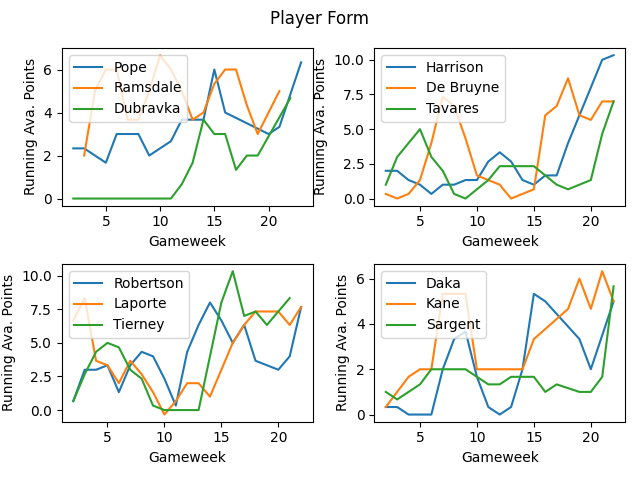 Player Form
Running Ava. Points
6
4
2
0
Pope
Ramsdale
Dubravka
5
10
15
20
Gameweek
Running Ava. Points
10.0
7.5
5.0
2.5
0.0
Harrison
De Bruyne
Tavares
5
10
15
20
Gameweek
Running Ava. Points
10.0
7.5
5.0
2.5
0.0
Robertson
Laporte
Tierney
5
10
15
20
Gameweek
Running Ava. Points
6
4
2
0
Daka
Kane
Sargent
5
10
15
20
Gameweek